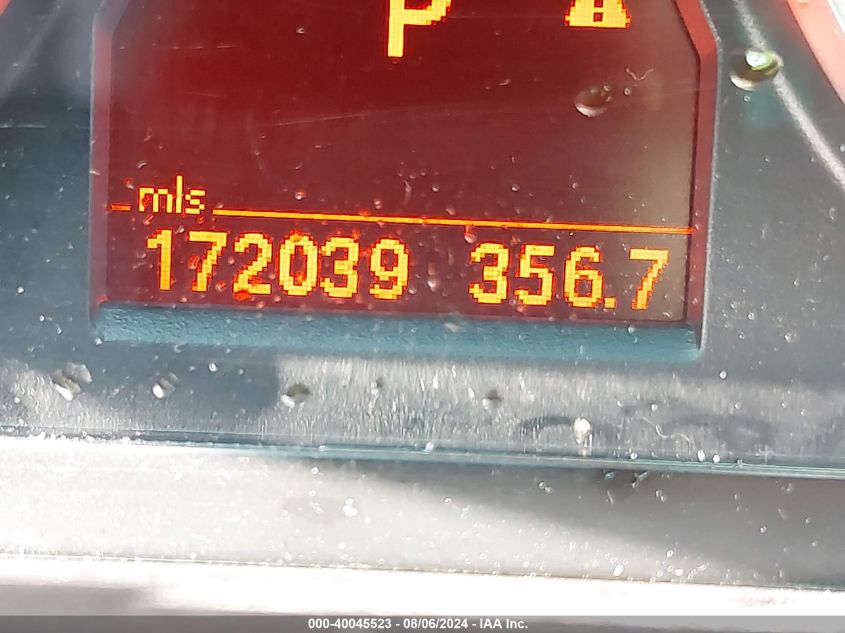 P
mls
172039 356.7
000-40045523 - 08/06/2024 - IAA Inc.